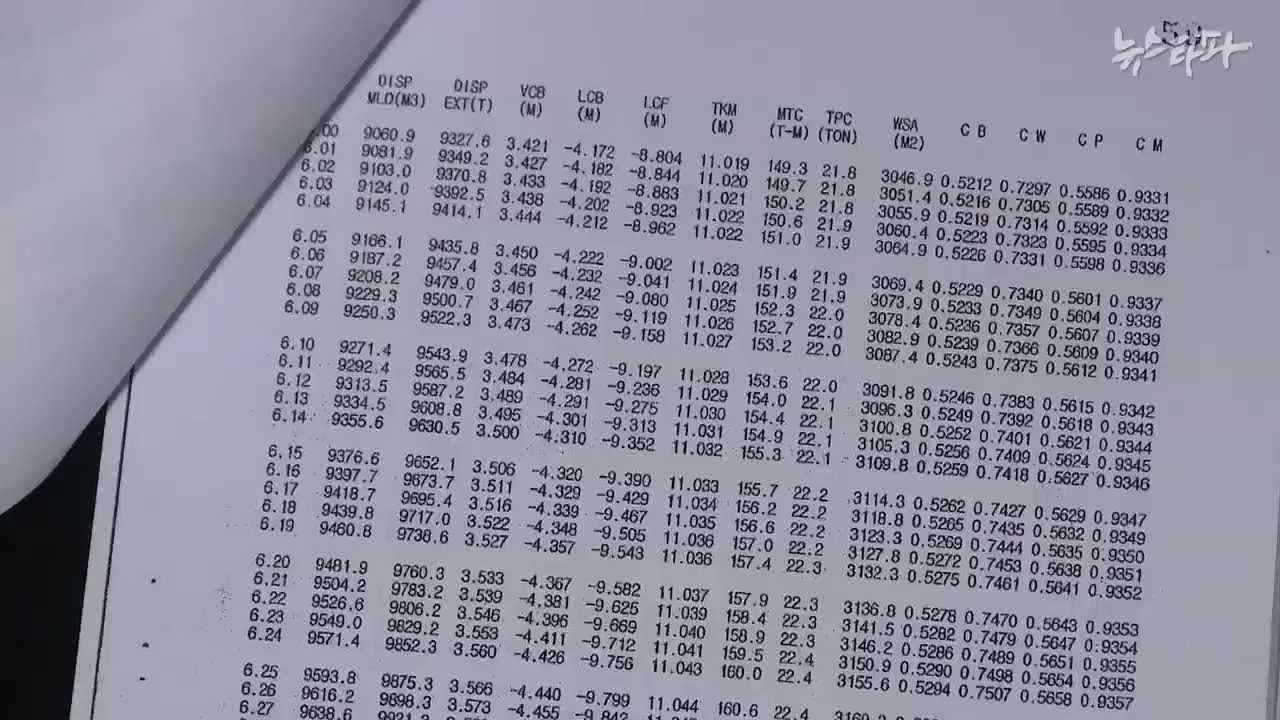 50
뉴스타파
DISP DISP VCB LCB LCF TKM MTC TPC WSA C B C W C P C M
MLD(M3) EXT(T) (M) (M) (M) (M) (T-M) (TON) (M2)
.00 9060.9 9327.6 3.421 -4.172 -8.804 11.019 149.3 21.8 3046.9 0.5212 0.7297 0.5586 0.9331
6.01 9081.9 9349.2 3.427 -4.182 -8.844 11.020 149.7 21.8 3051.4 0.5216 0.7305 0.5589 0.9332
6.02 9103.0 9370.8 3.433 -4.192 -8.883 11.021 150.2 21.8 3055.9 0.5219 0.7314 0.5592 0.9333
6.03 9124.0 9392.5 3.438 -4.202 -8.923 11.022 150.6 21.9 3060.4 0.5223 0.7323 0.5595 0.9334
6.04 9145.1 9414.1 3.444 -4.212 -8.962 11.022 151.0 21.9 3064.9 0.5226 0.7331 0.5598 0.9336
6.05 9166.1 9435.8 3.450 -4.222 -9.002 11.023 151.4 21.9 3069.4 0.5229 0.7340 0.5601 0.9337
6.06 9187.2 9457.4 3.456 -4.232 -9.041 11.024 151.9 21.9 3073.9 0.5233 0.7349 0.5604 0.9338
6.07 9208.2 9479.0 3.461 -4.242 -9.080 11.025 152.3 22.0 3078.4 0.5236 0.7357 0.5607 0.9339
6.08 9229.3 9500.7 3.467 -4.252 -9.119 11.026 152.7 22.0 3082.9 0.5239 0.7366 0.5609 0.9340
6.09 9250.3 9522.3 3.473 -4.262 -9.158 11.027 153.2 22.0 3087.4 0.5243 0.7375 0.5612 0.9341
6.10 9271.4 9543.9 3.478 -4.272 -9.197 11.028 153.6 22.0 3091.8 0.5246 0.7383 0.5615 0.9342
6.11 9292.4 9565.5 3.484 -4.281 -9.236 11.029 154.0 22.1 3096.3 0.5249 0.7392 0.5618 0.9343
6.12 9313.5 9587.2 3.489 -4.291 -9.275 11.030 154.4 22.1 3100.8 0.5252 0.7401 0.5621 0.9344
6.13 9334.5 9608.8 3.495 -4.301 -9.313 11.031 154.9 22.1 3105.3 0.5256 0.7409 0.5624 0.9345
6.14 9355.6 9630.5 3.500 -4.310 -9.352 11.032 155.3 22.1 3109.8 0.5259 0.7418 0.5627 0.9346
6.15 9376.6 9652.1 3.506 -4.320 -9.390 11.033 155.7 22.2 3114.3 0.5262 0.7427 0.5629 0.9347
6.16 9397.7 9673.7 3.511 -4.329 -9.429 11.034 156.2 22.2 3118.8 0.5265 0.7435 0.5632 0.9349
6.17 9418.7 9695.4 3.516 -4.339 -9.467 11.035 156.6 22.2 3123.3 0.5269 0.7444 0.5635 0.9350
6.18 9439.8 9717.0 3.522 -4.348 -9.505 11.036 157.0 22.2 3127.8 0.5272 0.7453 0.5638 0.9351
6.19 9460.8 9738.6 3.527 -4.357 -9.543 11.036 157.4 22.3 3132.3 0.5275 0.7461 0.5641 0.9352
6.20 9481.9 9760.3 3.533 -4.367 -9.582 11.037 157.9 22.3 3136.8 0.5278 0.7470 0.5643 0.9353
6.21 9504.2 9783.2 3.539 -4.381 -9.625 11.039 158.4 22.3 3141.5 0.5282 0.7479 0.5647 0.9354
6.22 9526.6 9806.2 3.546 -4.396 -9.669 11.040 158.9 22.3 3146.2 0.5286 0.7489 0.5651 0.9355
6.23 9549.0 9829.2 3.553 -4.411 -9.712 11.041 159.5 22.4 3150.9 0.5290 0.7498 0.5654 0.9356
6.24 9571.4 9852.3 3.560 -4.426 -9.756 11.043 160.0 22.4 3155.6 0.5294 0.7507 0.5658 0.9357
6.25 9593.8 9875.3 3.566 -4.440 -9.799 11.044 160.6 22.4
6.26 9616.2 9898.3 3.573 -4.455
6.27 9638.6